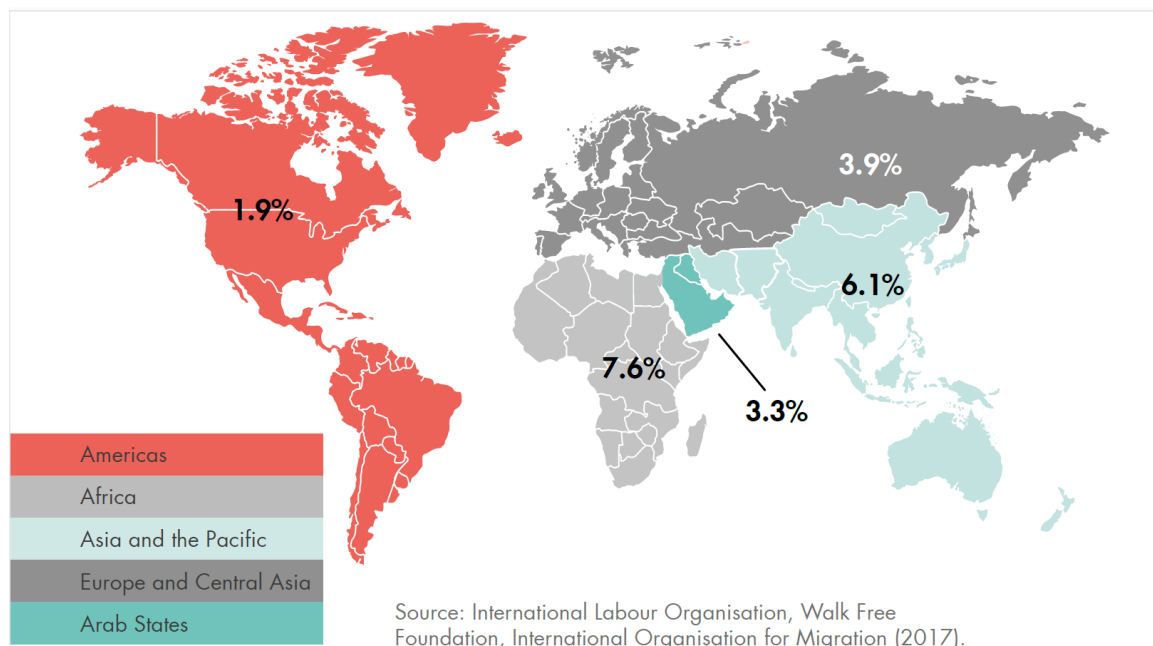 1.9%
3.9%
6.1%
7.6%
3.3%
Americas
Africa
Asia and the Pacific
Europe and Central Asia
Arab States
Source: International Labour Organisation, Walk Free
Foundation, International Organisation for Migration (2017).